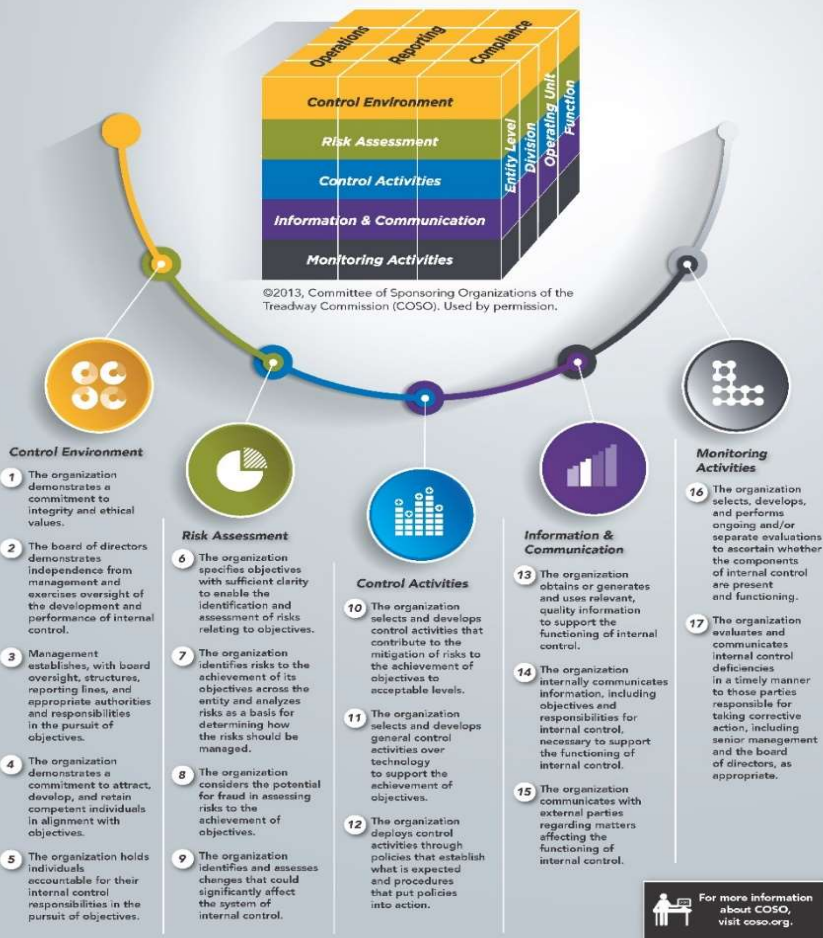 Operations
Reporting
Compliance
Control Environment
Risk Assessment
Control Activities
Information & Communication
Monitoring Activities
Entity Level
Division
Operating Unit
Function
©2013, Committee of Sponsoring Organizations of the
Treadway Commission (COSO). Used by permission.
Control Environment
1 The organization
demonstrates a
commitment to
integrity and ethical
values.
2 The board of directors
demonstrates
independence from
management and
exercises oversight of
the development and
performance of internal
control.
3 Management
establishes, with board
oversight, structures,
reporting lines, and
appropriate authorities
and responsibilities
in the pursuit of
objectives.
4 The organization
demonstrates a
commitment to attract,
develop, and retain
competent individuals
in alignment with
objectives.
5 The organization holds
individuals
accountable for their
internal control
responsibilities in the
pursuit of objectives.
Risk Assessment
6 The organization
specifies objectives
with sufficient clarity
to enable the
identification and
assessment of risks
relating to objectives.
7 The organization
identifies risks to the
achievement of its
objectives across the
entity and analyzes
risks as a basis for
determining how
the risks should be
managed.
8 The organization
considers the potential
for fraud in assessing
risks to the
achievement of
objectives.
9 The organization
identifies and assesses
changes that could
significantly affect
the system of
internal control.
Control Activities
10 The organization
selects and develops
control activities that
contribute to the
mitigation of risks to
the achievement of
objectives to
acceptable levels.
11 The organization
selects and develops
general control
activities over
technology
to support the
achievement of
objectives.
12 The organization
deploys control
activities through
policies that establish
what is expected
and procedures
that put policies
into action.
Information &
Communication
13 The organization
obtains or generates
and uses relevant,
quality information
to support the
functioning of internal
control.
14 The organization
internally communicates
information, including
objectives and
responsibilities for
internal control,
necessary to support
the functioning of
internal control.
15 The organization
communicates with
external parties
regarding matters
affecting the
functioning of
internal control.
Monitoring
Activities
16 The organization
selects, develops,
and performs
ongoing and/or
separate evaluations
to ascertain whether
the components
of internal control
are present
and functioning.
17 The organization
evaluates and
communicates
internal control
deficiencies
in a timely manner
to those parties
responsible for
taking corrective
action, including
senior management
and the board
of directors, as
appropriate.
For more information
about COSO,
visit coso.org.